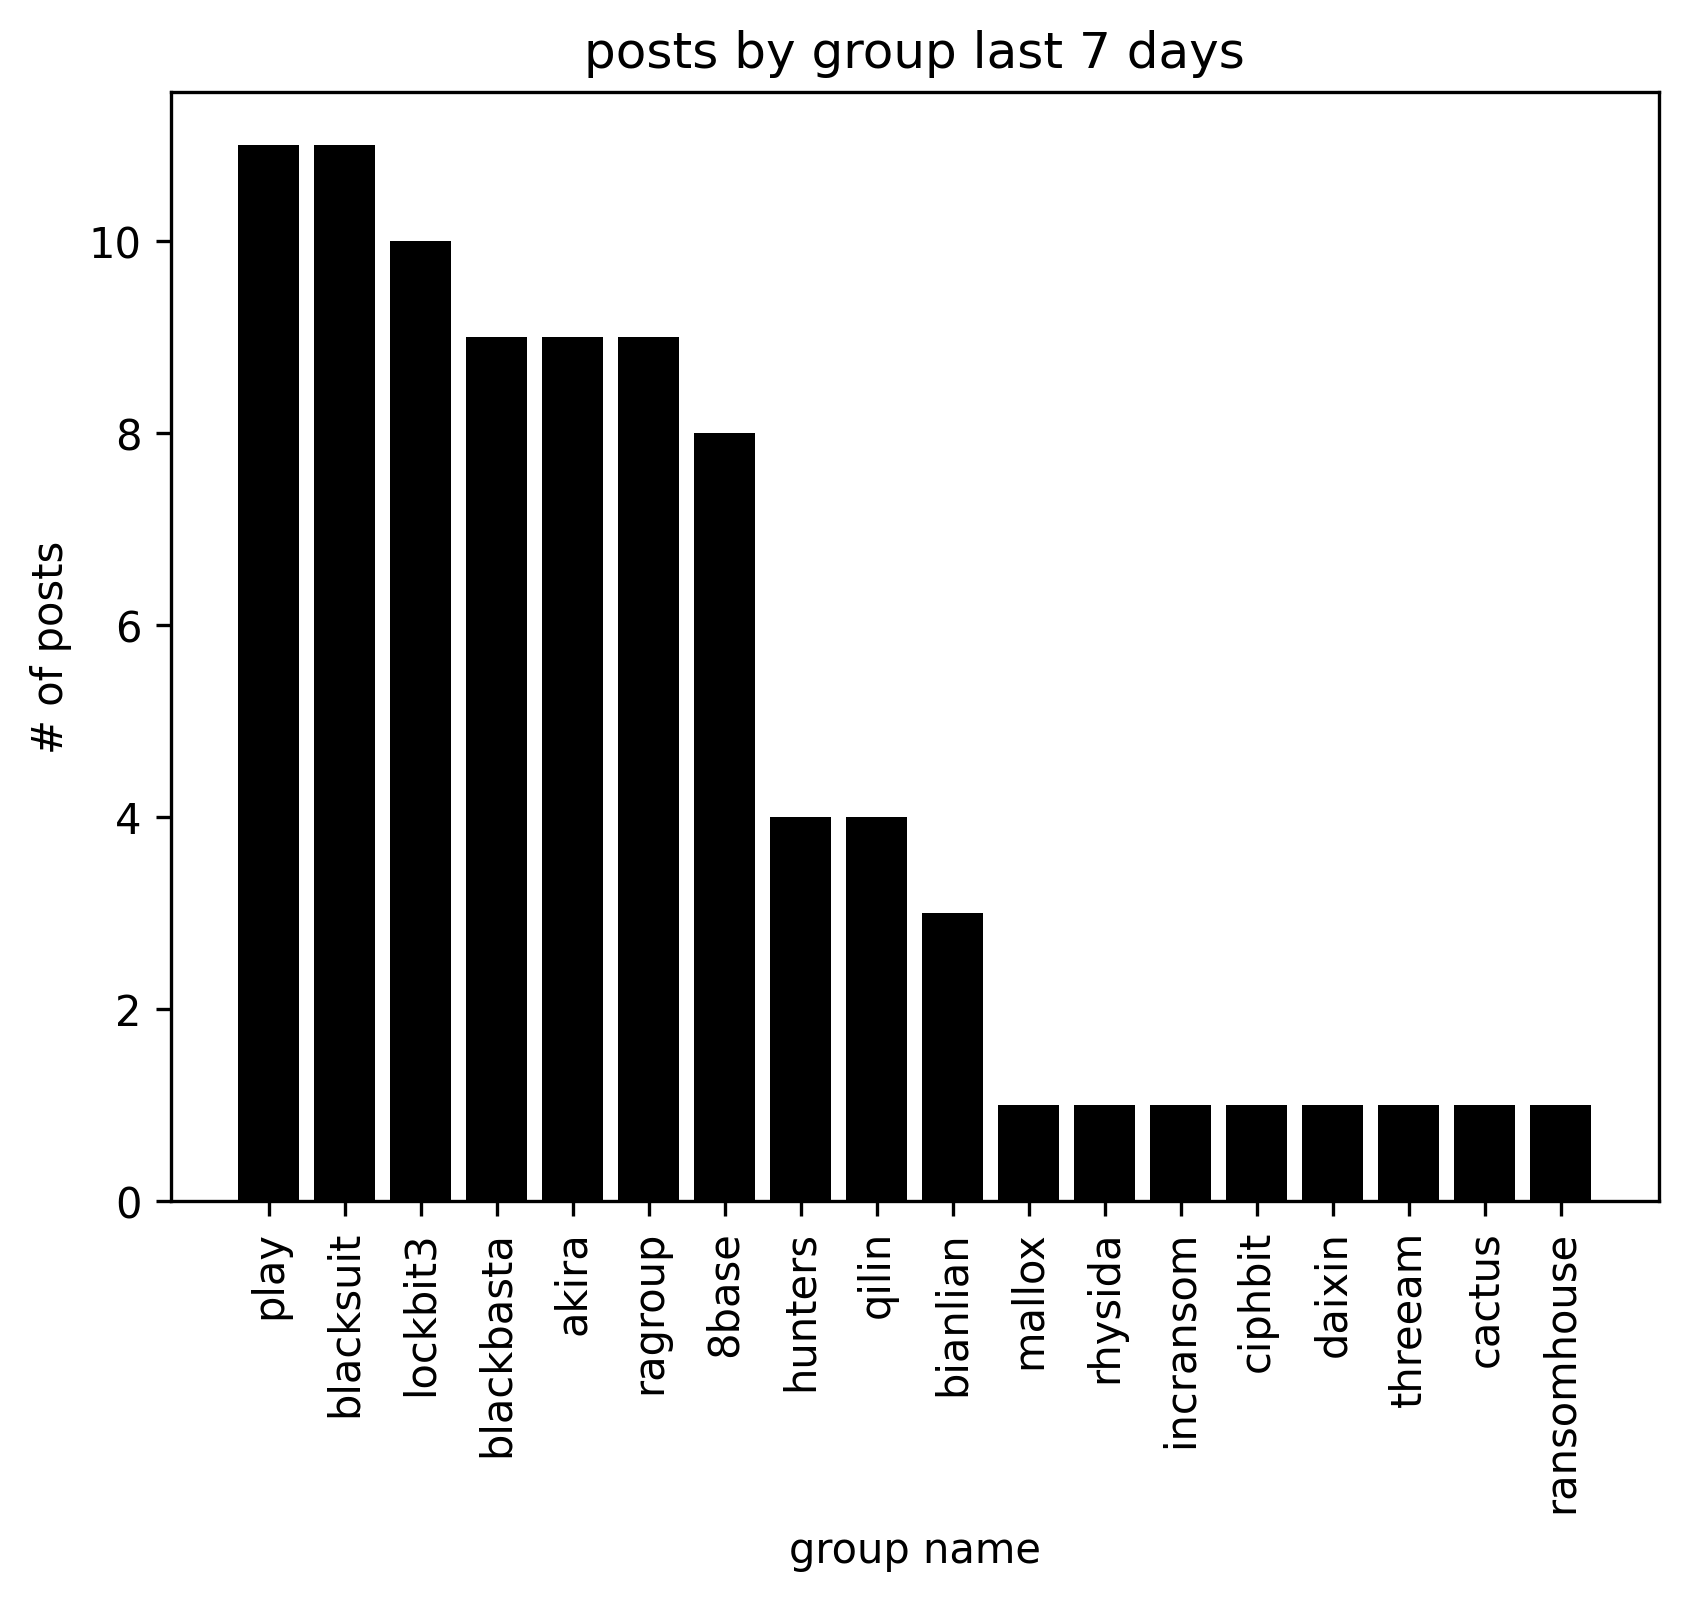 posts by group last 7 days
# of posts
10
8
6
4
2
0
play
blacksuit
lockbit3
blackbasta
akira
ragroup
8base
hunters
qilin
bianlian
mallox
rhysida
incransom
ciphbit
daixin
threeam
cactus
ransomhouse
group name